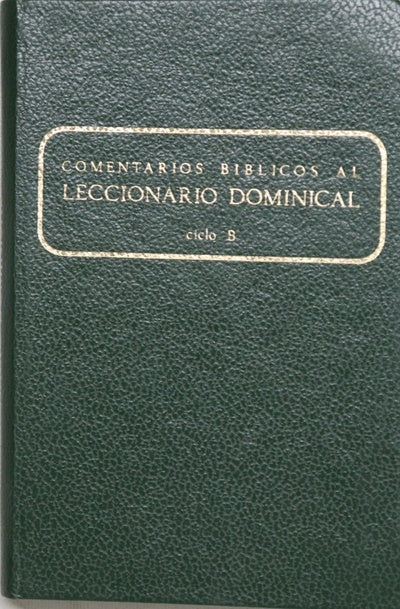 COMENTARIOS BIBLICOS AL
LECCIONARIO DOMINICAL
ciclo B